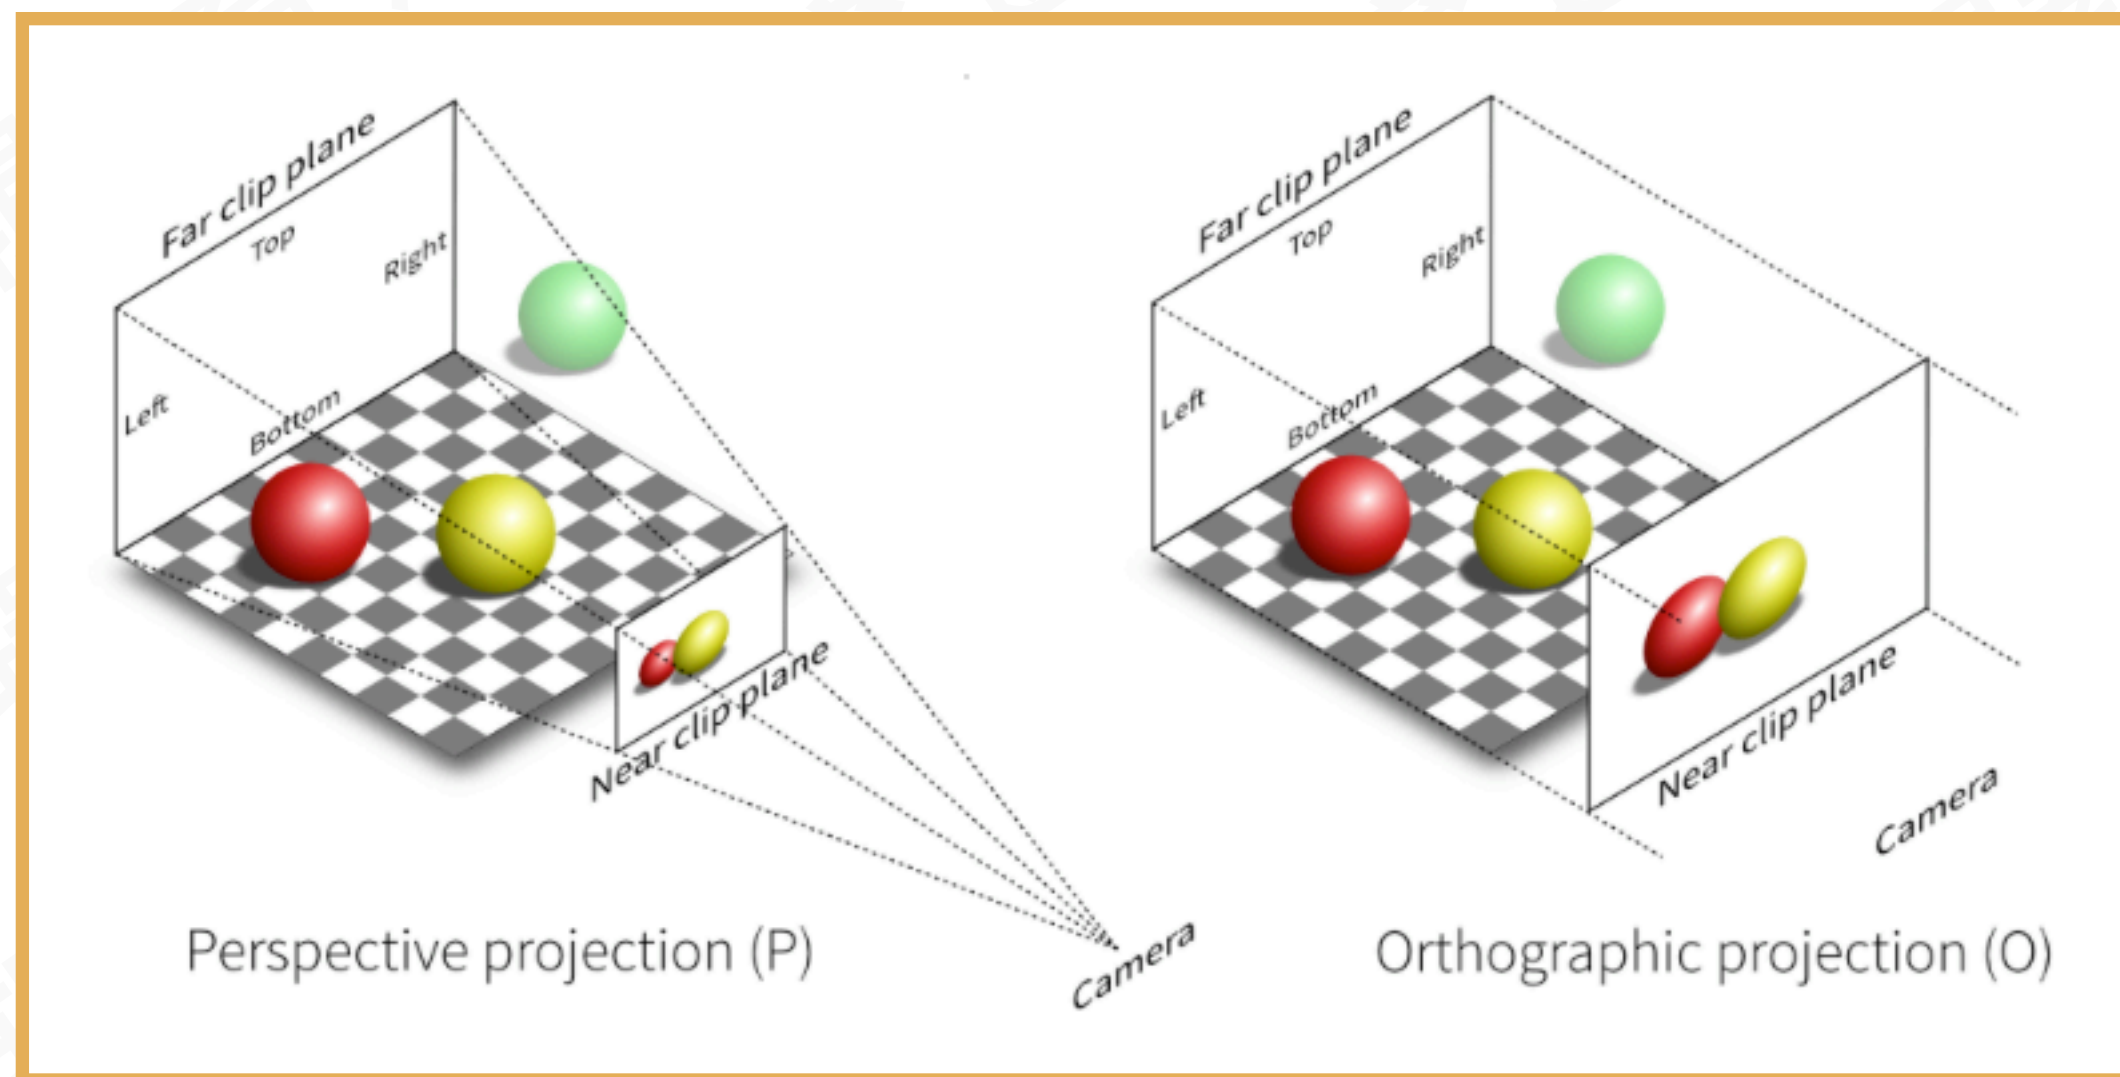 Far clip plane
Top
Right
Left
Bottom
Near clip plane
Camera
Perspective projection (P)
Far clip plane
Top
Right
Left
Bottom
Near clip plane
Camera
Orthographic projection (O)